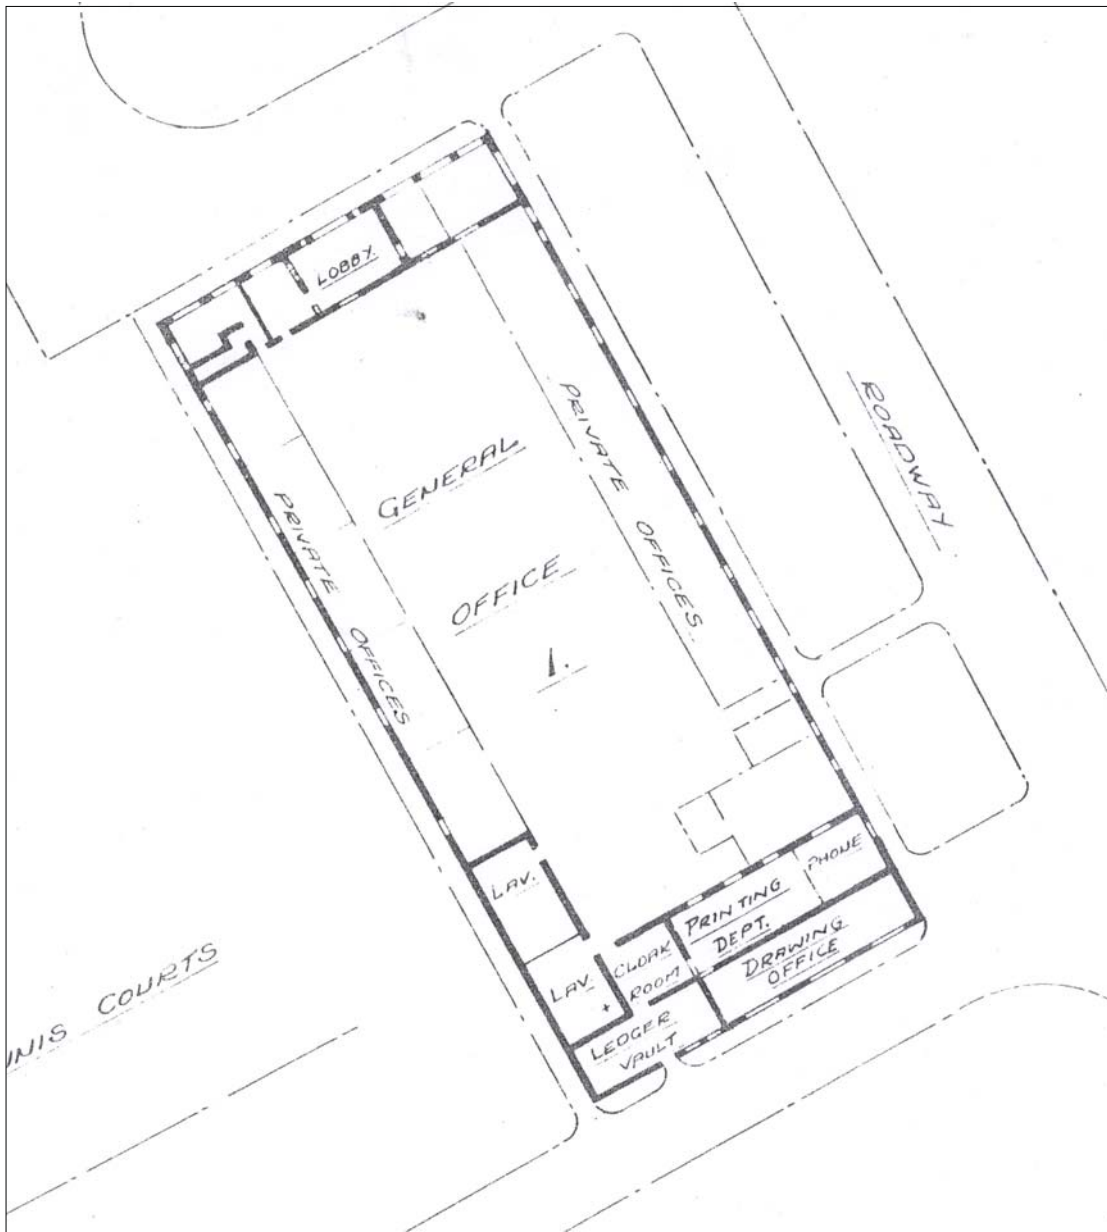 LOBBY.
GENERAL
OFFICE
1.
PRIVATE OFFICES
PRIVATE OFFICES
ROADWAY
LAV.
LAV.
CLOAK
ROOM
PRINTING
DEPT.
PHONE
DRAWING
OFFICE
LEDGER
VAULT
NNIS COURTS